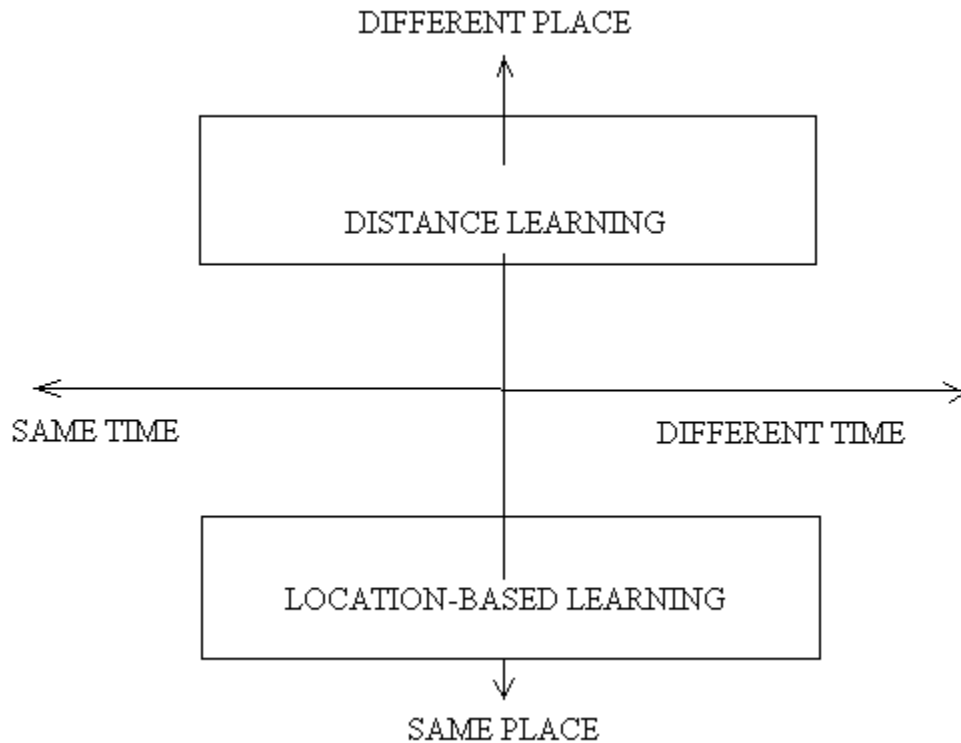 DIFFERENT PLACE
DISTANCE LEARNING
SAME TIME
DIFFERENT TIME
LOCATION-BASED LEARNING
SAME PLACE